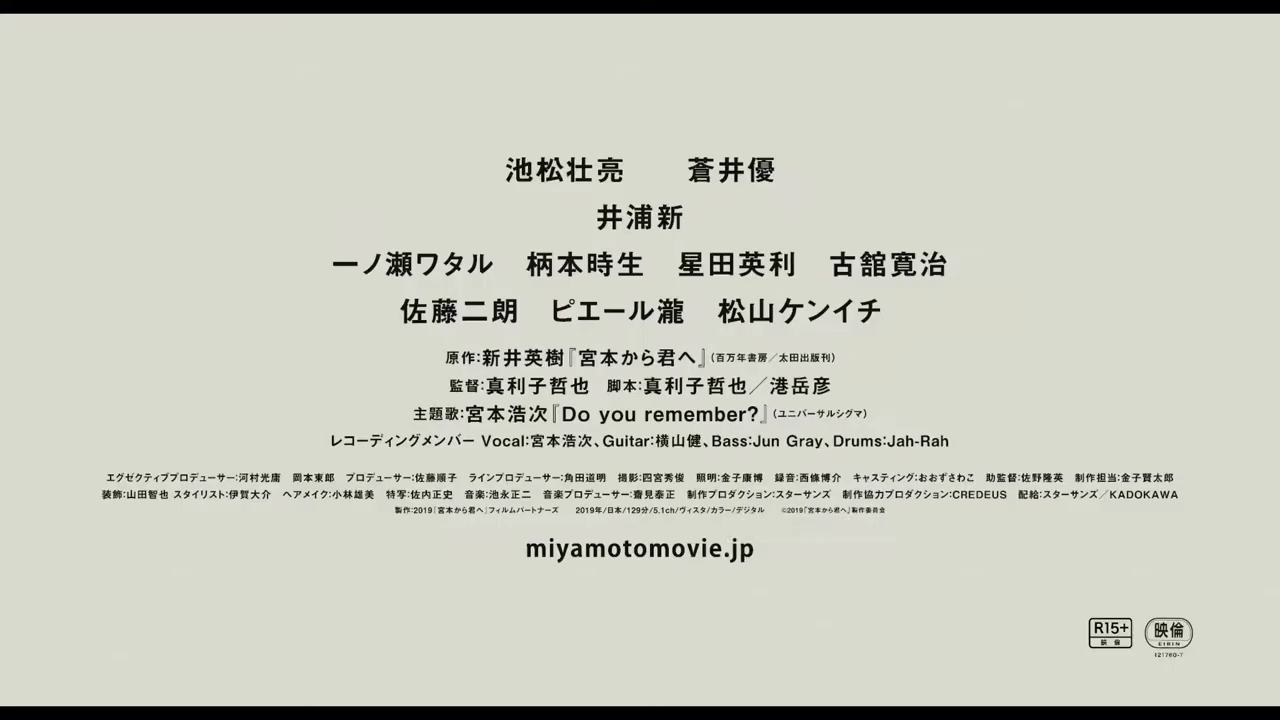 池松壮亮 蒼井優
井浦新
一ノ瀬ワタル 柄本時生 星田英利 古舘寛治
佐藤二朗 ピエール瀧 松山ケンイチ
原作:新井英樹『宮本から君へ』(百万年書房/太田出版刊)
監督:真利子哲也 脚本:真利子哲也/港岳彦
主題歌:宮本浩次『Do you remember?』(ユニバーサルシグマ)
レコーディングメンバー Vocal:宮本浩次、Guitar:横山健、Bass:Jun Gray、Drums:Jah-Rah
エグゼクティブプロデューサー:河村光庸 岡本東郎 プロデューサー:佐藤順子 ラインプロデューサー:角田道明 撮影:四宮秀俊 照明:金子康博 録音:西條博介 キャスティング:おおずさわこ 助監督:佐野隆英 制作担当:金子賢太郎
装飾:山田智也 スタイリスト:伊賀大介 ヘアメイク:小林雄美 特写:佐内正史 音楽:池永正二 音楽プロデューサー:齋見泰正 制作プロダクション:スターサンズ 制作協力プロダクション:CREDEUS 配給:スターサンズ/KADOKAWA
製作:2019「宮本から君へ」フィルムパートナーズ 2019年/日本/129分/5.1ch/ヴィスタ/カラー/デジタル ©2019『宮本から君へ』製作委員会
miyamotomovie.jp
R15+ 映倫
映倫
EIRIN
121760-7